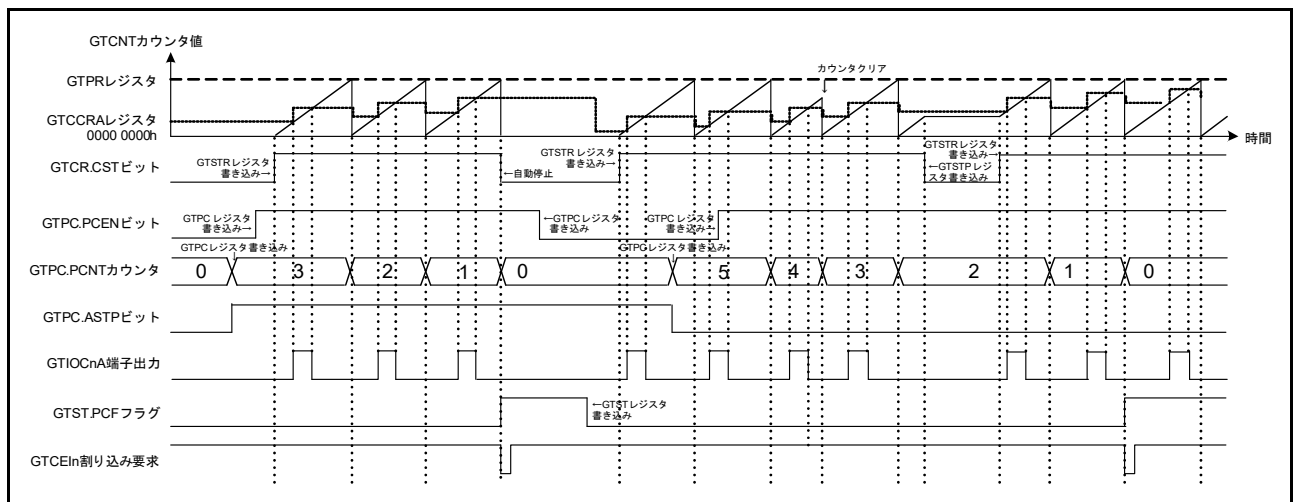 GTCNTカウンタ値
GTPRレジスタ
カウンタクリア
GTCCRAレジスタ
0000 0000h
時間
GTCR.CSTビット
GTSTRレジスタ
書き込み→
←自動停止
GTSTRレジスタ
書き込み→
GTSTRレジスタ
書き込み→
←GTSTPレジ
スタ書き込み
GTPC.PCENビット
GTPCレジスタ
書き込み→
←GTPCレジスタ
書き込み
GTPCレジスタ
書き込み→
GTPCレジスタ書き込み
GTPCレジスタ書き込み
GTPC.PCNTカウンタ
0 3 2 1 0 5 4 3 2 1 0
GTPC.ASTPビット
GTIOCnA端子出力
GTST.PCFフラグ
←GTSTレジスタ
書き込み
GTCEIn割り込み要求